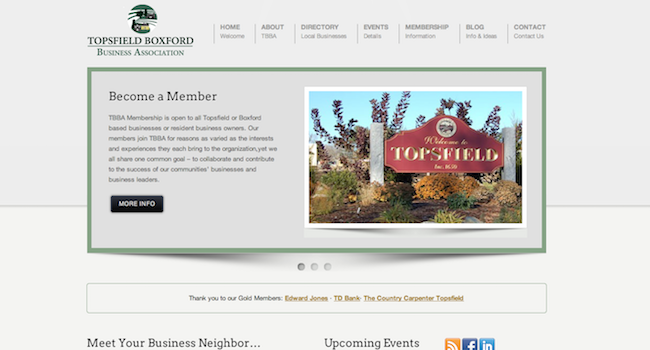 TOPSFIELD BOXFORD
BUSINESS ASSOCIATION
HOME
Welcome
ABOUT
TBBA
DIRECTORY
Local Businesses
EVENTS
Details
MEMBERSHIP
Information
BLOG
Info & Ideas
CONTACT
Contact Us
Become a Member
TBBA Membership is open to all Topsfield or Boxford
based businesses or resident business owners. Our
members join TBBA for reasons as varied as the interests
and experiences they each bring to the organization,yet we
all share one common goal – to collaborate and contribute
to the success of our communities' businesses and
business leaders.
MORE INFO
Welcome to
TOPSFIELD
Inc. 1650
Thank you to our Gold Members: Edward Jones · TD Bank· The Country Carpenter Topsfield
Meet Your Business Neighbor…
Upcoming Events